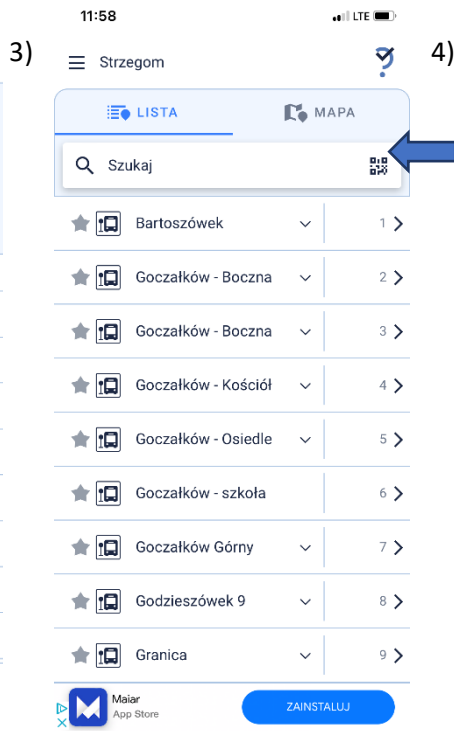 11:58 LTE
3) Strzegom 4)
LISTA MAPA
Szukaj
Bartoszówek 1
Goczałków - Boczna 2
Goczałków - Boczna 3
Goczałków - Kościół 4
Goczałków - Osiedle 5
Goczałków - szkoła 6
Goczałków Górny 7
Godzieszówek 9 8
Granica 9
Maiar
App Store
ZAINSTALUJ